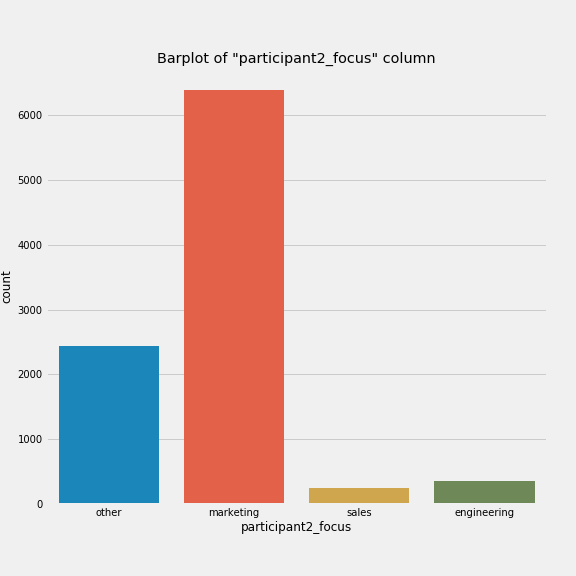 Barplot of "participant2_focus" column
6000
5000
4000
3000
2000
1000
0
count
other marketing sales engineering
participant2_focus